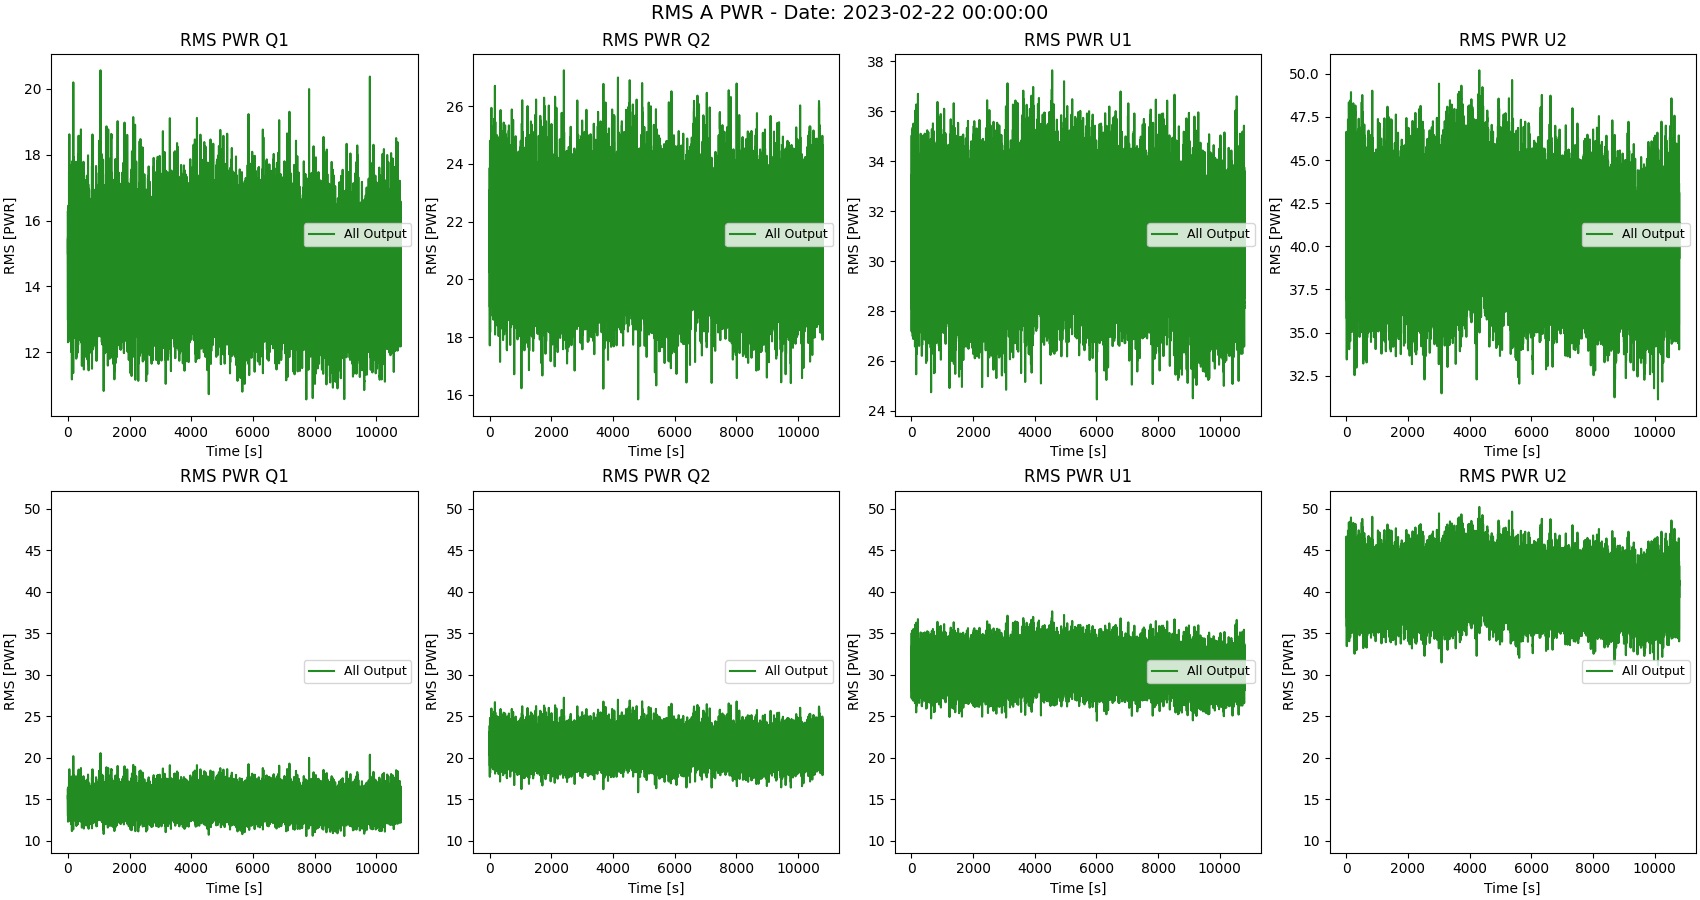 RMS A PWR - Date: 2023-02-22 00:00:00
RMS PWR Q1
RMS [PWR]
20
18
16
14
12
All Output
0 2000 4000 6000 8000 10000
Time [s]
RMS PWR Q2
RMS [PWR]
26
24
22
20
18
16
All Output
0 2000 4000 6000 8000 10000
Time [s]
RMS PWR U1
RMS [PWR]
38
36
34
32
30
28
26
24
All Output
0 2000 4000 6000 8000 10000
Time [s]
RMS PWR U2
RMS [PWR]
50.0
47.5
45.0
42.5
40.0
37.5
35.0
32.5
All Output
0 2000 4000 6000 8000 10000
Time [s]
RMS PWR Q1
RMS [PWR]
50
45
40
35
30
25
20
15
10
All Output
0 2000 4000 6000 8000 10000
Time [s]
RMS PWR Q2
RMS [PWR]
50
45
40
35
30
25
20
15
10
All Output
0 2000 4000 6000 8000 10000
Time [s]
RMS PWR U1
RMS [PWR]
50
45
40
35
30
25
20
15
10
All Output
0 2000 4000 6000 8000 10000
Time [s]
RMS PWR U2
RMS [PWR]
50
45
40
35
30
25
20
15
10
All Output
0 2000 4000 6000 8000 10000
Time [s]